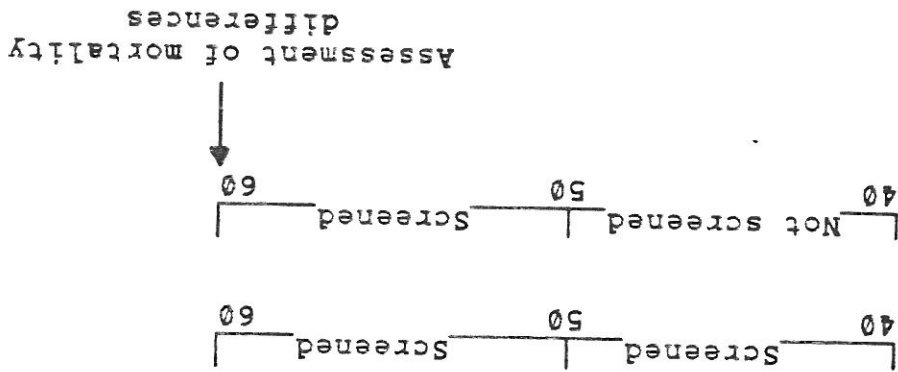 Screened Screened
40 50 60
Not screened Screened
40 50 60
Assessment of mortality
differences